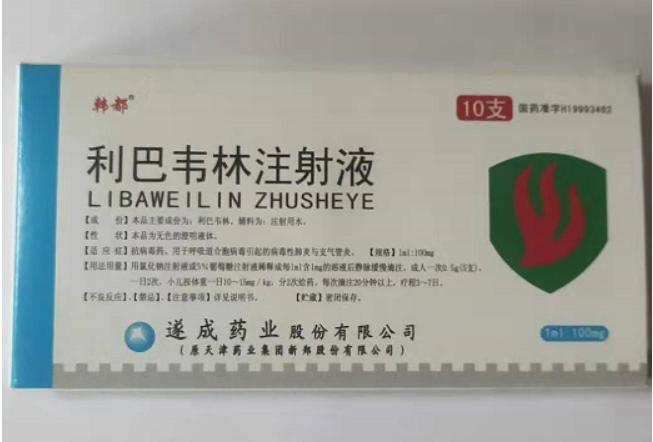 韩都®
10支 国药准字H19993462
利巴韦林注射液
LIBAWEILIN ZHUSHEYE
【成 份】本品主要成份为:利巴韦林。辅料为:注射用水。
【性 状】本品为无色的澄明液体。
【适 应 症】抗病毒药。用于呼吸道合胞病毒引起的病毒性肺炎与支气管炎。 【规格】1ml:100mg
【用法用量】用氯化钠注射液或5%葡萄糖注射液稀释成每1ml含1mg的溶液后静脉缓慢滴注。成人一次0.5g(5支),
一日2次。小儿按体重一日10~15mg/kg,分2次给药。每次滴注20分钟以上,疗程3~7日。
【不良反应】、【禁忌】、【注意事项】详见说明书。 【贮藏】密闭保存。
遂成药业股份有限公司
(原天津药业集团新郑股份有限公司)
1ml:100mg